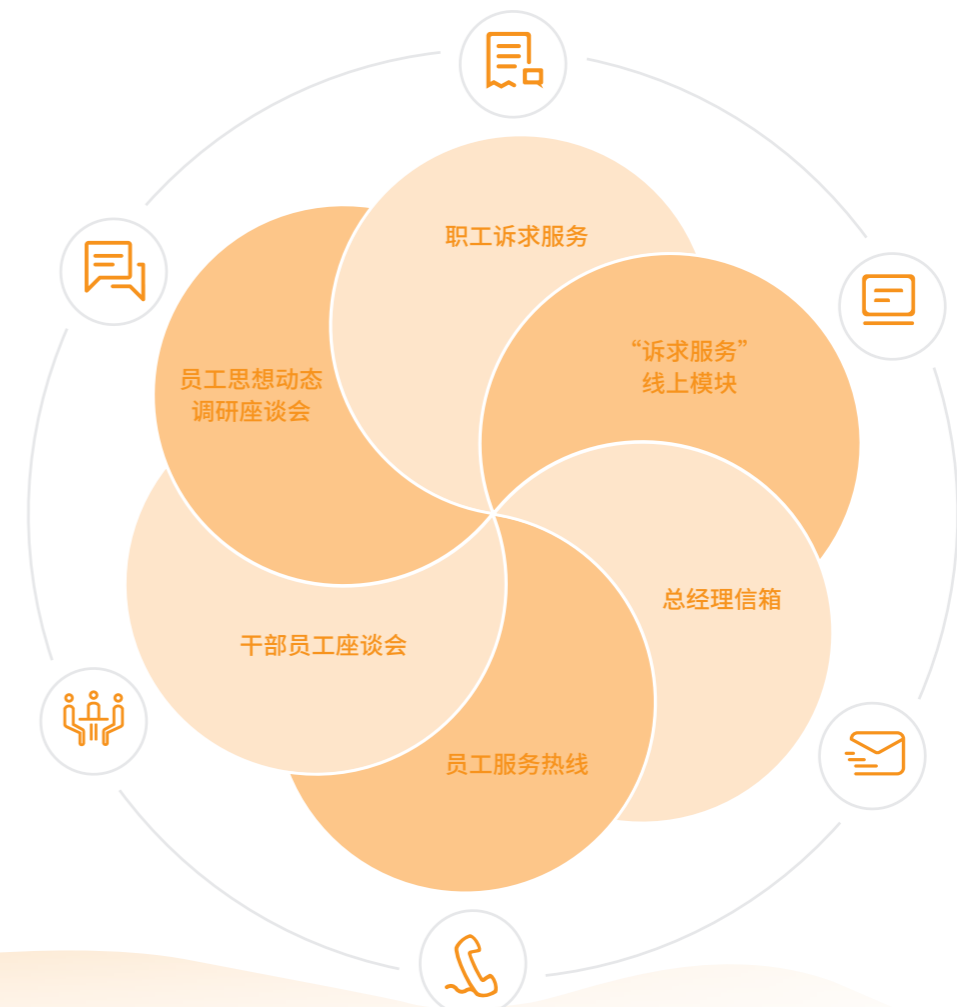 职工诉求服务
“诉求服务”
线上模块
员工思想动态
调研座谈会
总经理信箱
干部员工座谈会
员工服务热线